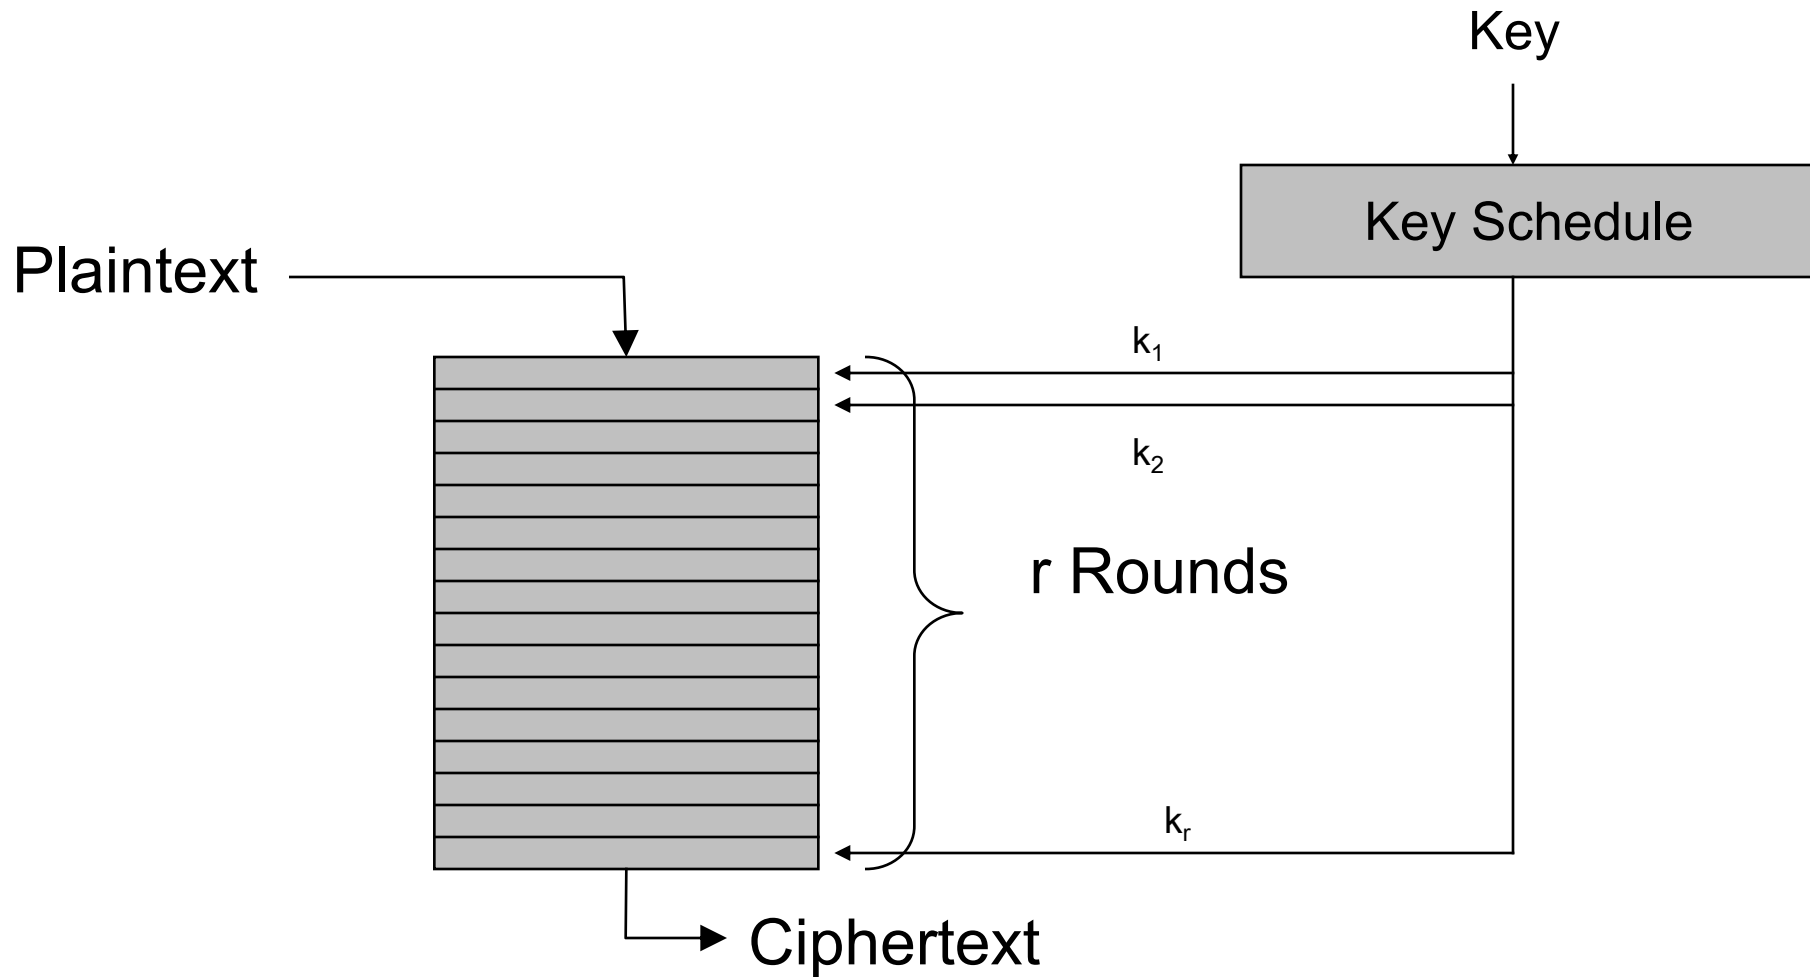 Key
Key Schedule
Plaintext
k₁
k₂
r Rounds
kᵣ
Ciphertext